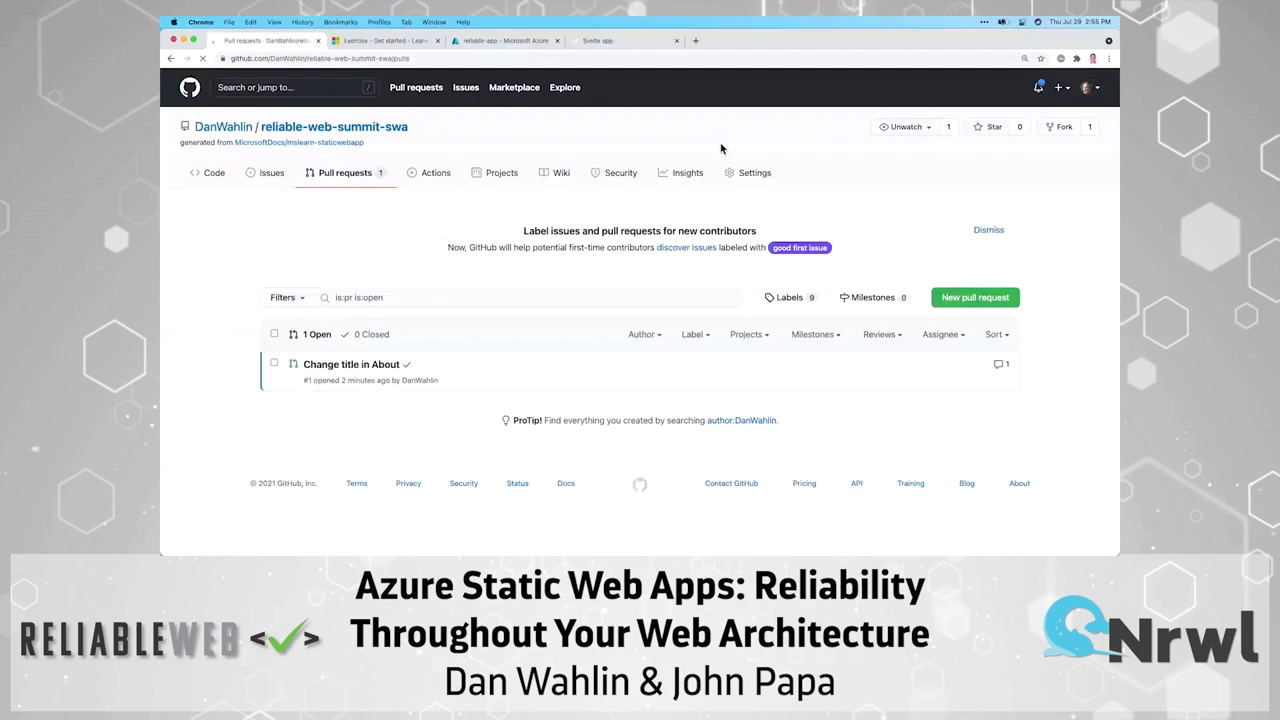 Chrome File Edit View History Bookmarks Profiles Tab Window Help
Thu Jul 29 2:55 PM
Pull requests · DanWahlin/relia
Exercise - Get started - Learn
reliable-app - Microsoft Azure
Svelte app
github.com/DanWahlin/reliable-web-summit-swa/pulls
Search or jump to... /
Pull requests Issues Marketplace Explore
DanWahlin / reliable-web-summit-swa
Unwatch 1 Star 0 Fork 1
generated from MicrosoftDocs/mslearn-staticwebapp
Code Issues Pull requests 1 Actions Projects Wiki Security Insights Settings
Label issues and pull requests for new contributors
Dismiss
Now, GitHub will help potential first-time contributors discover issues labeled with good first issue
Filters is:pr is:open Labels 9 Milestones 0 New pull request
1 Open 0 Closed Author Label Projects Milestones Reviews Assignee Sort
Change title in About 1
#1 opened 2 minutes ago by DanWahlin
ProTip! Find everything you created by searching author:DanWahlin.
© 2021 GitHub, Inc. Terms Privacy Security Status Docs Contact GitHub Pricing API Training Blog About
Azure Static Web Apps: Reliability
Throughout Your Web Architecture
Dan Wahlin & John Papa
RELIABLEWEB
Nrwl